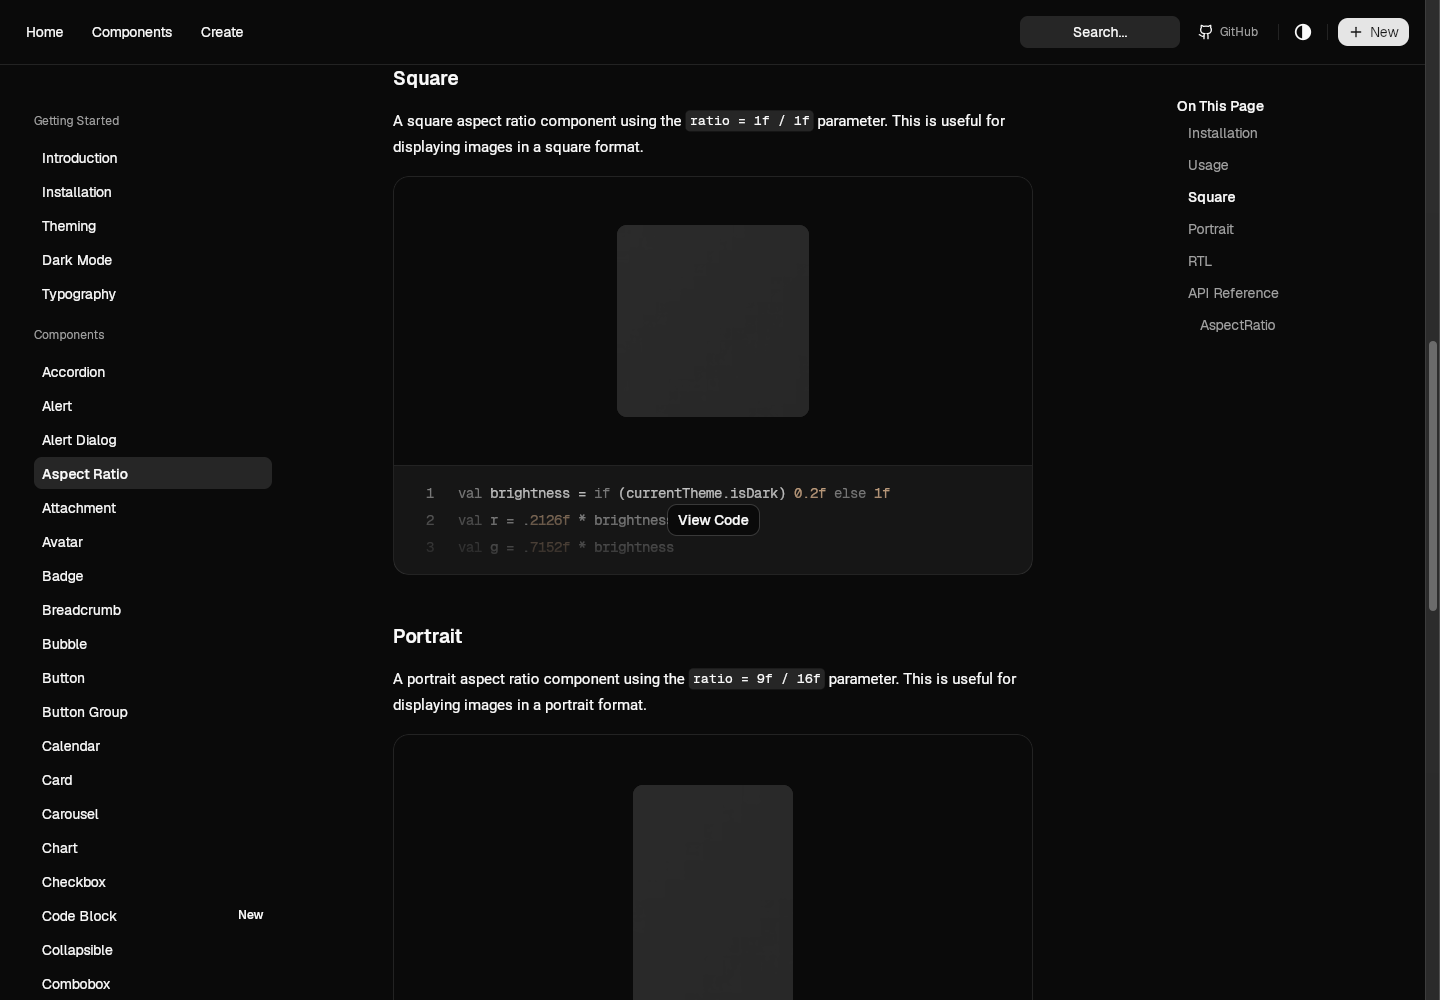 Home Components Create Search... GitHub New
Getting Started
Introduction
Installation
Theming
Dark Mode
Typography
Components
Accordion
Alert
Alert Dialog
Aspect Ratio
Attachment
Avatar
Badge
Breadcrumb
Bubble
Button
Button Group
Calendar
Card
Carousel
Chart
Checkbox
Code Block New
Collapsible
Combobox
Square
A square aspect ratio component using the ratio = 1f / 1f parameter. This is useful for
displaying images in a square format.
1 val brightness = if (currentTheme.isDark) 0.2f else 1f
2 val r = .2126f * brightness
View Code
3 val g = .7152f * brightness
Portrait
A portrait aspect ratio component using the ratio = 9f / 16f parameter. This is useful for
displaying images in a portrait format.
On This Page
Installation
Usage
Square
Portrait
RTL
API Reference
AspectRatio